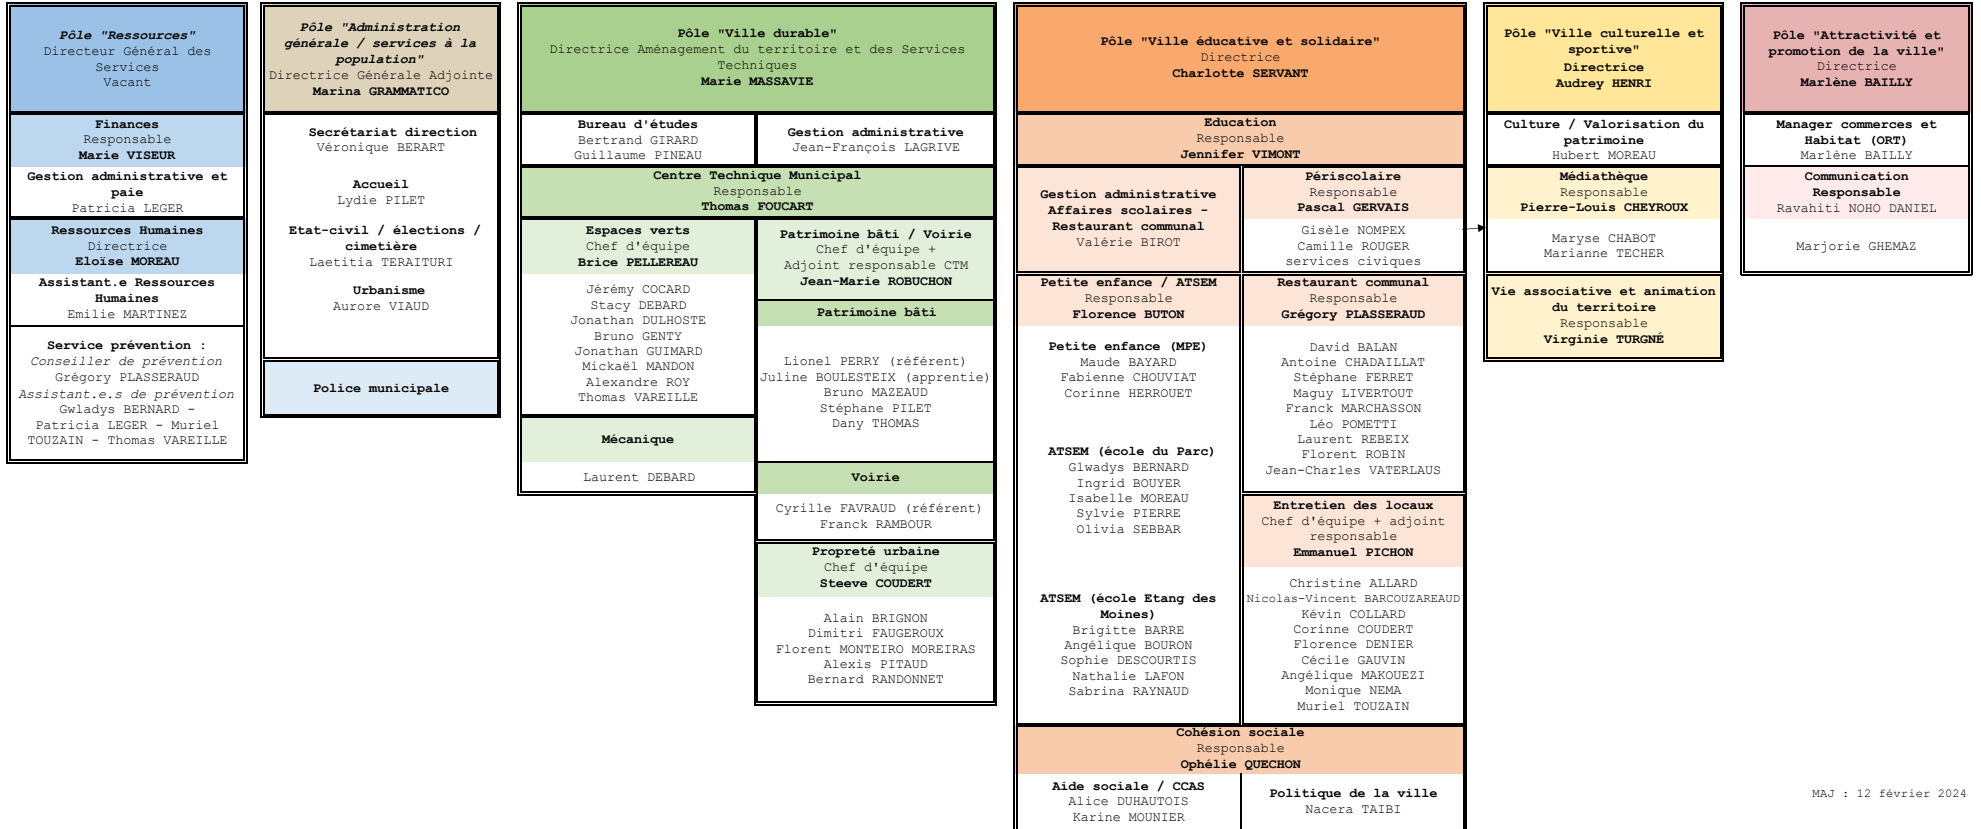 Pôle "Ressources"
Directeur Général des
Services
Vacant
Finances
Responsable
Marie VISEUR
Gestion administrative et
paie
Patricia LEGER
Ressources Humaines
Directrice
Eloïse MOREAU
Assistant.e Ressources
Humaines
Emilie MARTINEZ
Service prévention :
Conseiller de prévention
Grégory PLASSERAUD
Assistant.e.s de prévention
Gwladys BERNARD -
Patricia LEGER - Muriel
TOUZAIN - Thomas VAREILLE
Pôle "Administration
générale / services à la
population"
Directrice Générale Adjointe
Marina GRAMMATICO
Secrétariat direction
Véronique BERART
Accueil
Lydie PILET
Etat-civil / élections /
cimetière
Laetitia TERAITURI
Urbanisme
Aurore VIAUD
Police municipale
Pôle "Ville durable"
Directrice Aménagement du territoire et des Services
Techniques
Marie MASSAVIE
Bureau d'études
Bertrand GIRARD
Guillaume PINEAU
Gestion administrative
Jean-François LAGRIVE
Centre Technique Municipal
Responsable
Thomas FOUCART
Espaces verts
Chef d'équipe
Brice PELLEREAU
Jérémy COCARD
Stacy DEBARD
Jonathan DULHOSTE
Bruno GENTY
Jonathan GUIMARD
Mickaël MANDON
Alexandre ROY
Thomas VAREILLE
Mécanique
Laurent DEBARD
Patrimoine bâti / Voirie
Chef d'équipe +
Adjoint responsable CTM
Jean-Marie ROBUCHON
Patrimoine bâti
Lionel PERRY (référent)
Juline BOULESTEIX (apprentie)
Bruno MAZEAUD
Stéphane PILET
Dany THOMAS
Voirie
Cyrille FAVRAUD (référent)
Franck RAMBOUR
Propreté urbaine
Chef d'équipe
Steeve COUDERT
Alain BRIGNON
Dimitri FAUGEROUX
Florent MONTEIRO MOREIRAS
Alexis PITAUD
Bernard RANDONNET
Pôle "Ville éducative et solidaire"
Directrice
Charlotte SERVANT
Education
Responsable
Jennifer VIMONT
Gestion administrative
Affaires scolaires -
Restaurant communal
Valérie BIROT
Périscolaire
Responsable
Pascal GERVAIS
Gisèle NOMPEX
Camille ROUGER
services civiques
Petite enfance / ATSEM
Responsable
Florence BUTON
Petite enfance (MPE)
Maude BAYARD
Fabienne CHOUVIAT
Corinne HERROUET
ATSEM (école du Parc)
Glwadys BERNARD
Ingrid BOUYER
Isabelle MOREAU
Sylvie PIERRE
Olivia SEBBAR
ATSEM (école Etang des
Moines)
Brigitte BARRE
Angélique BOURON
Sophie DESCOURTIS
Nathalie LAFON
Sabrina RAYNAUD
Restaurant communal
Responsable
Grégory PLASSERAUD
David BALAN
Antoine CHADAILLAT
Stéphane FERRET
Maguy LIVERTOUT
Franck MARCHASSON
Léo POMETTI
Laurent REBEIX
Florent ROBIN
Jean-Charles VATERLAUS
Entretien des locaux
Chef d'équipe + adjoint
responsable
Emmanuel PICHON
Christine ALLARD
Nicolas-Vincent BARCOUZAREAUD
Kévin COLLARD
Corinne COUDERT
Florence DENIER
Cécile GAUVIN
Angélique MAKOUEZI
Monique NEMA
Muriel TOUZAIN
Cohésion sociale
Responsable
Ophélie QUECHON
Aide sociale / CCAS
Alice DUHAUTOIS
Karine MOUNIER
Politique de la ville
Nacera TAIBI
Pôle "Ville culturelle et
sportive"
Directrice
Audrey HENRI
Culture / Valorisation du
patrimoine
Hubert MOREAU
Médiathèque
Responsable
Pierre-Louis CHEYROUX
Maryse CHABOT
Marianne TECHER
Vie associative et animation
du territoire
Responsable
Virginie TURGNÉ
Pôle "Attractivité et
promotion de la ville"
Directrice
Marlène BAILLY
Manager commerces et
Habitat (ORT)
Marlène BAILLY
Communication
Responsable
Ravahiti NOHO DANIEL
Marjorie GHEMAZ
MAJ : 12 février 2024